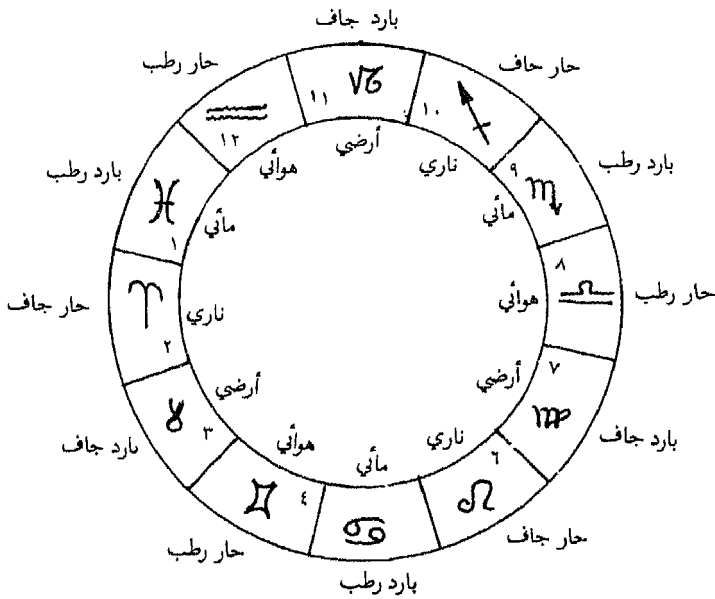 بارد جاف
حار حاف
بارد رطب
حار رطب
بارد جاف
حار جاف
بارد رطب
حار رطب
بارد جاف
حار جاف
بارد رطب
حار رطب
١١
١٠
٩
٨
٧
٦
٤
٣
٢
١
١٢
أرضي
ناري
مائي
هوائي
أرضي
ناري
مائي
هوائي
أرضي
ناري
مائي
هوائي